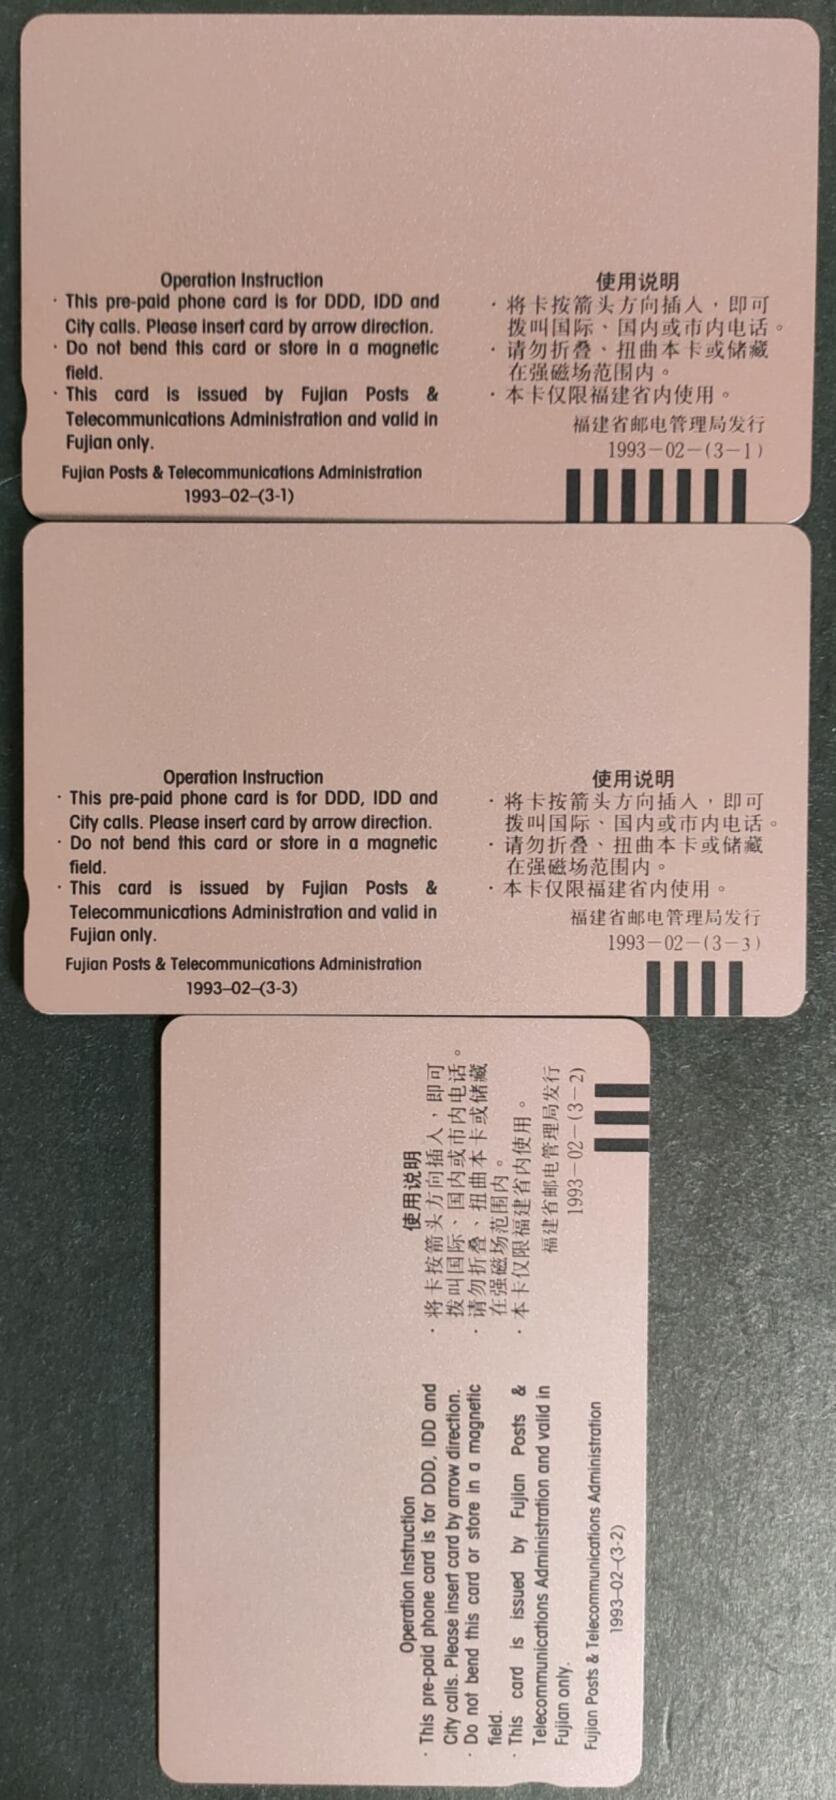 Operation Instruction
· This pre-paid phone card is for DDD, IDD and
City calls. Please insert card by arrow direction.
· Do not bend this card or store in a magnetic
field.
· This card is issued by Fujian Posts &
Telecommunications Administration and valid in
Fujian only.
Fujian Posts & Telecommunications Administration
1993–02–(3-1)
使用说明
· 将卡按箭头方向插入，即可
拨叫国际、国内或市内电话。
· 请勿折叠、扭曲本卡或储藏
在强磁场范围内。
· 本卡仅限福建省内使用。
福建省邮电管理局发行
1993－02－(3－1)
Operation Instruction
· This pre-paid phone card is for DDD, IDD and
City calls. Please insert card by arrow direction.
· Do not bend this card or store in a magnetic
field.
· This card is issued by Fujian Posts &
Telecommunications Administration and valid in
Fujian only.
Fujian Posts & Telecommunications Administration
1993–02–(3-3)
使用说明
· 将卡按箭头方向插入，即可
拨叫国际、国内或市内电话。
· 请勿折叠、扭曲本卡或储藏
在强磁场范围内。
· 本卡仅限福建省内使用。
福建省邮电管理局发行
1993－02－(3－3)
Operation Instruction
· This pre-paid phone card is for DDD, IDD and
City calls. Please insert card by arrow direction.
· Do not bend this card or store in a magnetic
field.
· This card is issued by Fujian Posts &
Telecommunications Administration and valid in
Fujian only.
Fujian Posts & Telecommunications Administration
1993–02–(3-2)
使用说明
· 将卡按箭头方向插入，即可
拨叫国际、国内或市内电话。
· 请勿折叠、扭曲本卡或储藏
在强磁场范围内。
· 本卡仅限福建省内使用。
福建省邮电管理局发行
1993－02－(3－2)